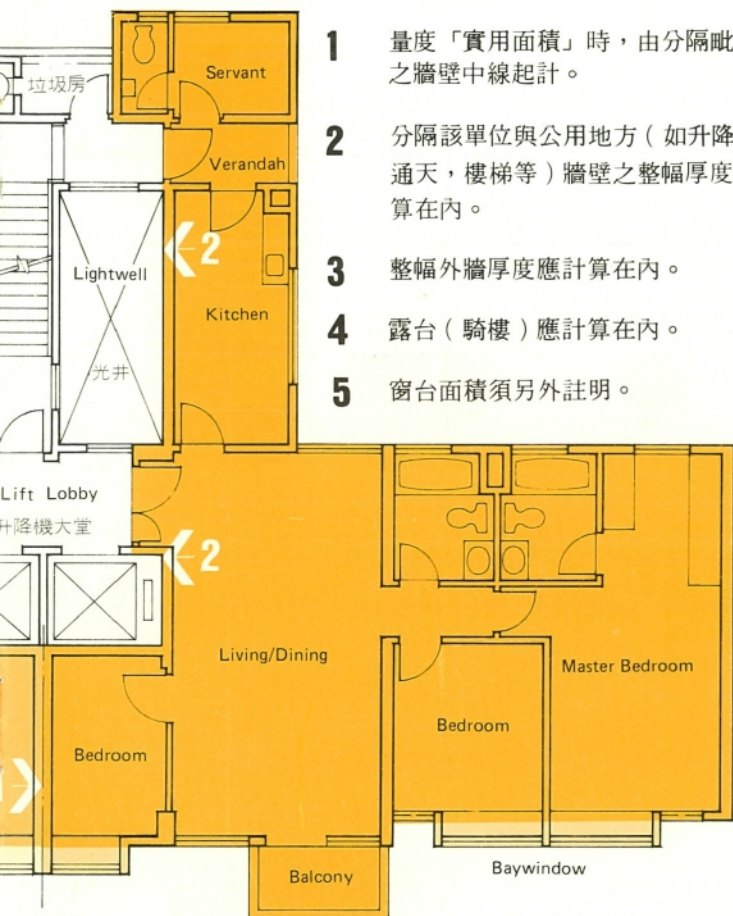 1
量度「實用面積」時，由分隔毗
之牆壁中線起計。
2
分隔該單位與公用地方（如升降
通天，樓梯等）牆壁之整幅厚度
算在內。
3
整幅外牆厚度應計算在內。
4
露台（騎樓）應計算在內。
5
窗台面積須另外註明。
Servant
垃圾房
Verandah
2
Lightwell
Kitchen
光井
Lift Lobby
升降機大堂
2
Living/Dining
Master Bedroom
Bedroom
Bedroom
1
Baywindow
Balcony